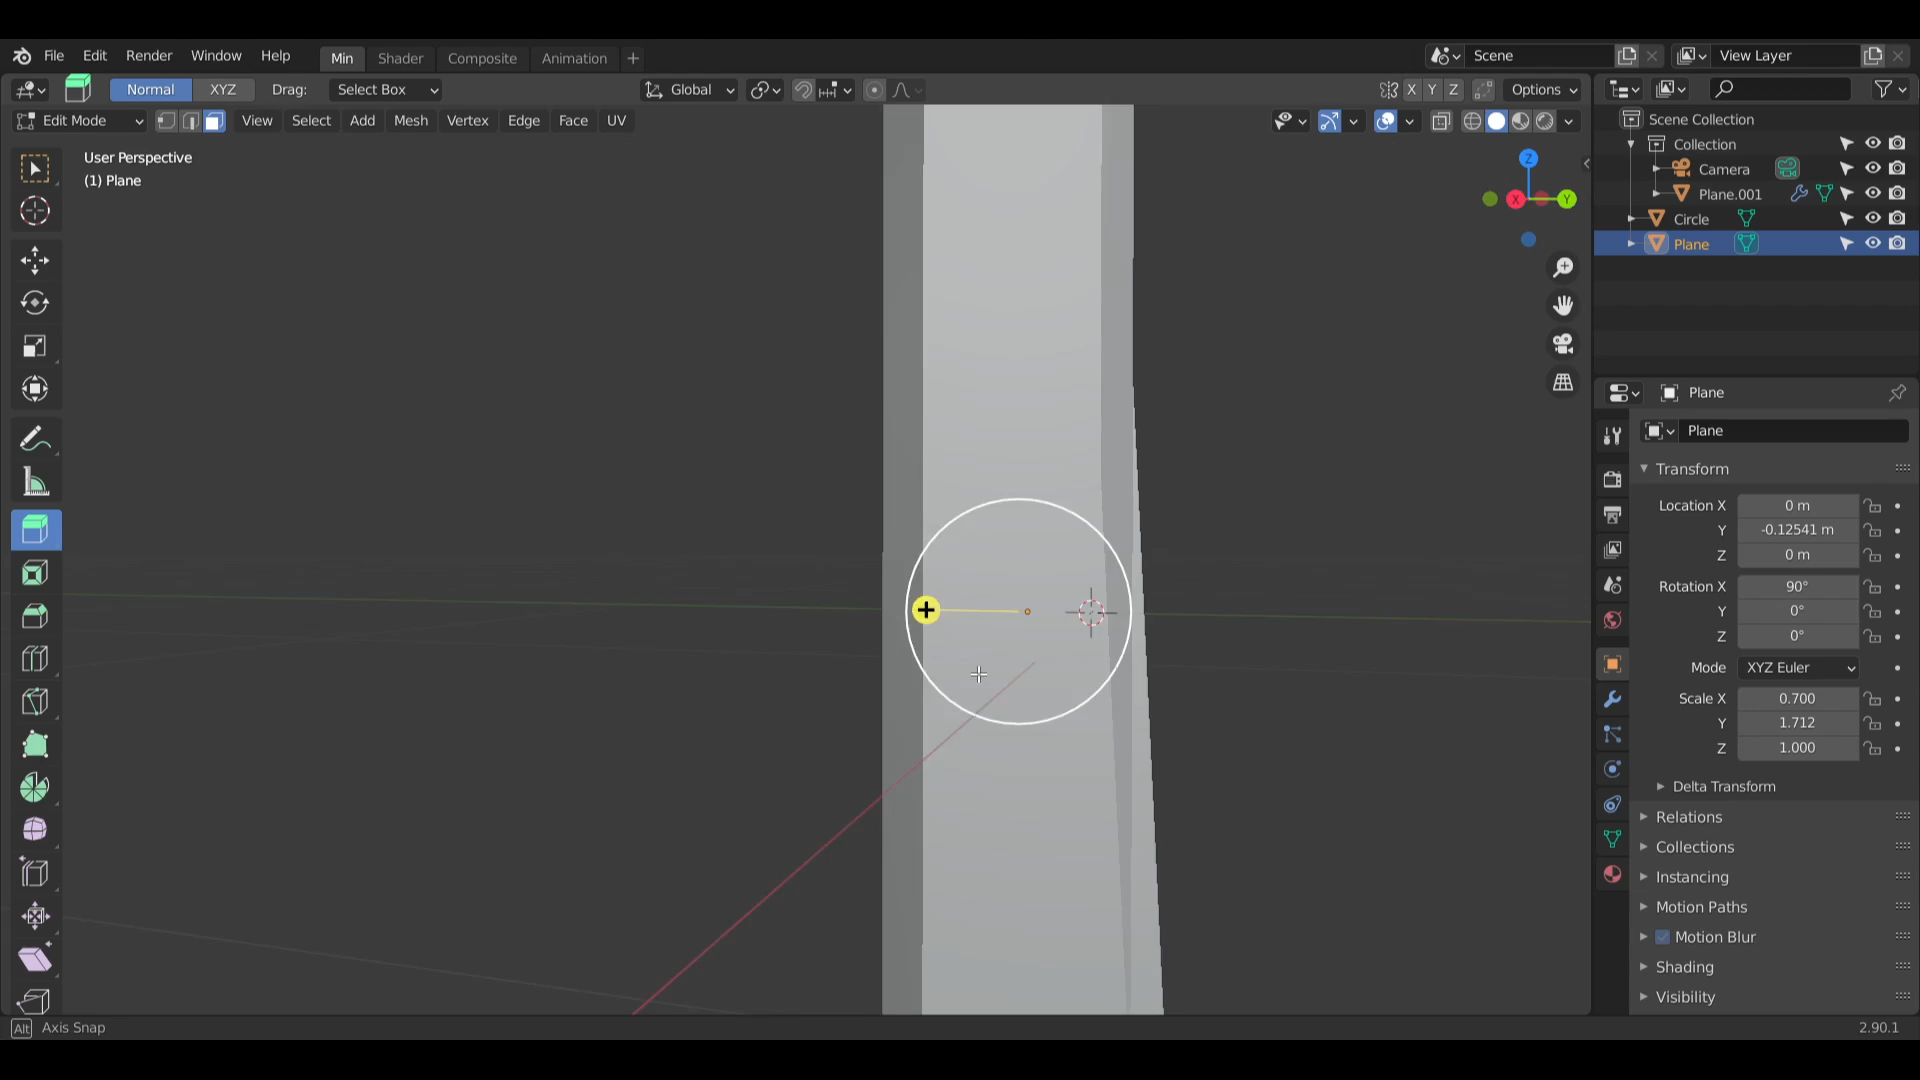 File Edit Render Window Help Min Shader Composite Animation + Scene View Layer
Normal XYZ Drag: Select Box Global X Y Z Options
Edit Mode View Select Add Mesh Vertex Edge Face UV
User Perspective
(1) Plane
Z
X
Y
Scene Collection
Collection
Camera
Plane.001
Circle
Plane
Plane
Plane
Transform
Location X 0 m
Y -0.12541 m
Z 0 m
Rotation X 90°
Y 0°
Z 0°
Mode XYZ Euler
Scale X 0.700
Y 1.712
Z 1.000
Delta Transform
Relations
Collections
Instancing
Motion Paths
Motion Blur
Shading
Visibility
Alt Axis Snap 2.90.1